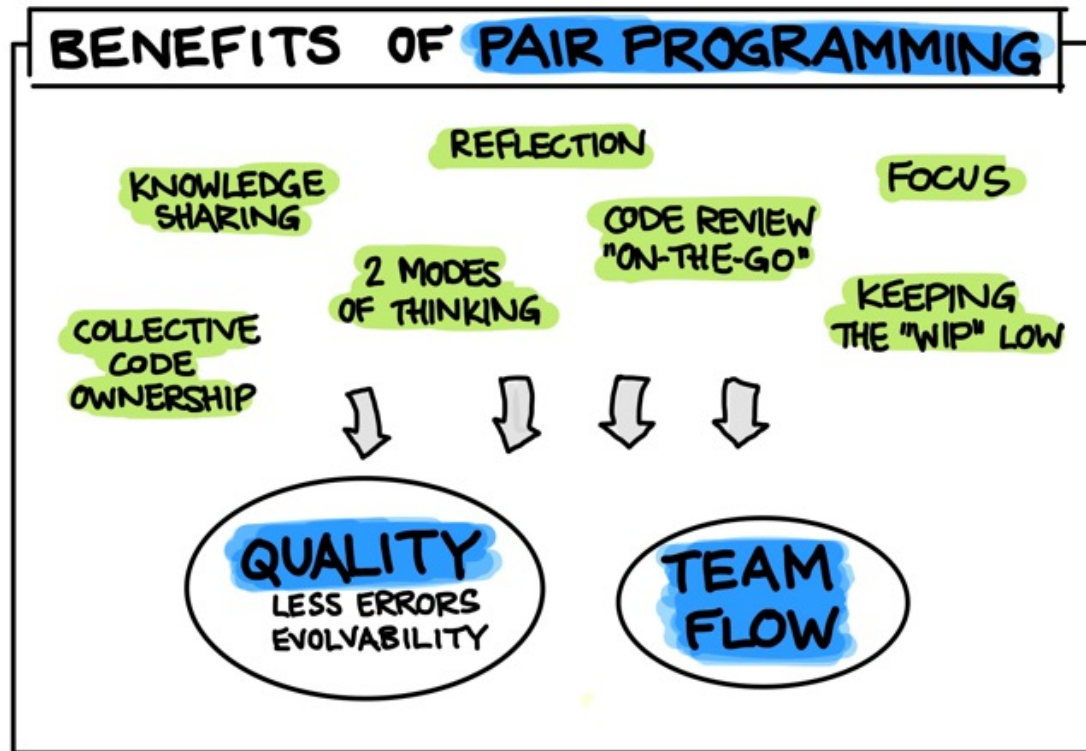 BENEFITS OF PAIR PROGRAMMING
REFLECTION
KNOWLEDGE
SHARING
FOCUS
CODE REVIEW
"ON-THE-GO"
2 MODES
OF THINKING
KEEPING
THE "WIP" LOW
COLLECTIVE
CODE
OWNERSHIP
QUALITY
LESS ERRORS
EVOLVABILITY
TEAM
FLOW